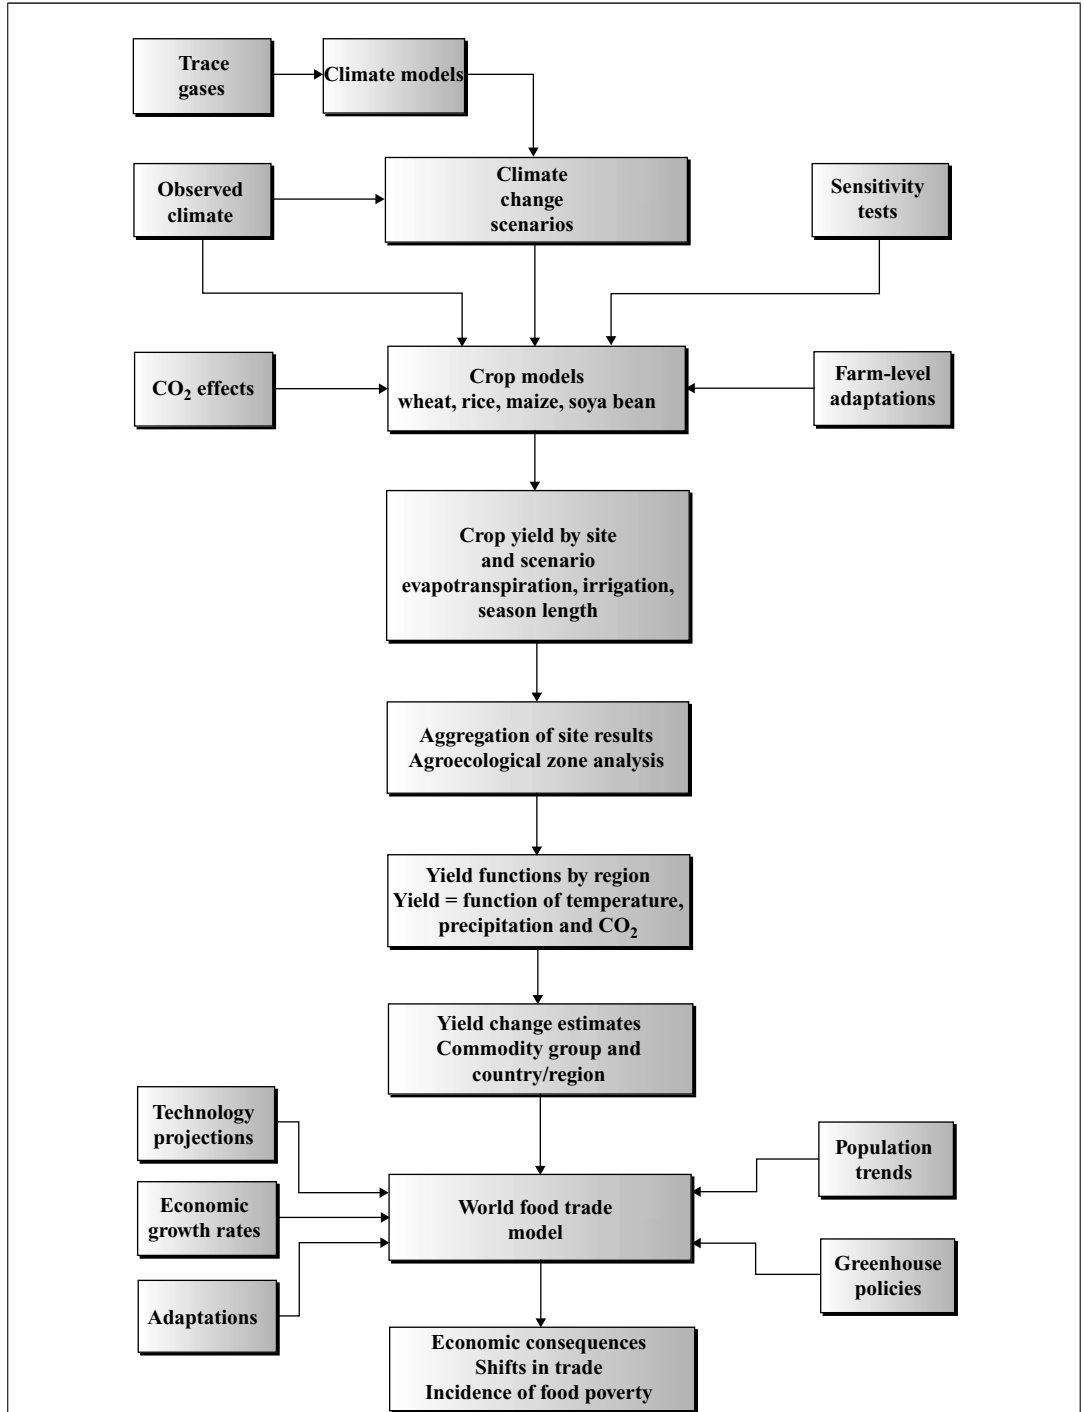 Trace
gases
Climate models
Observed
climate
Climate
change
scenarios
Sensitivity
tests
CO₂ effects
Crop models
wheat, rice, maize, soya bean
Farm-level
adaptations
Crop yield by site
and scenario
evapotranspiration, irrigation,
season length
Aggregation of site results
Agroecological zone analysis
Yield functions by region
Yield = function of temperature,
precipitation and CO₂
Yield change estimates
Commodity group and
country/region
Technology
projections
Economic
growth rates
Adaptations
World food trade
model
Population
trends
Greenhouse
policies
Economic consequences
Shifts in trade
Incidence of food poverty